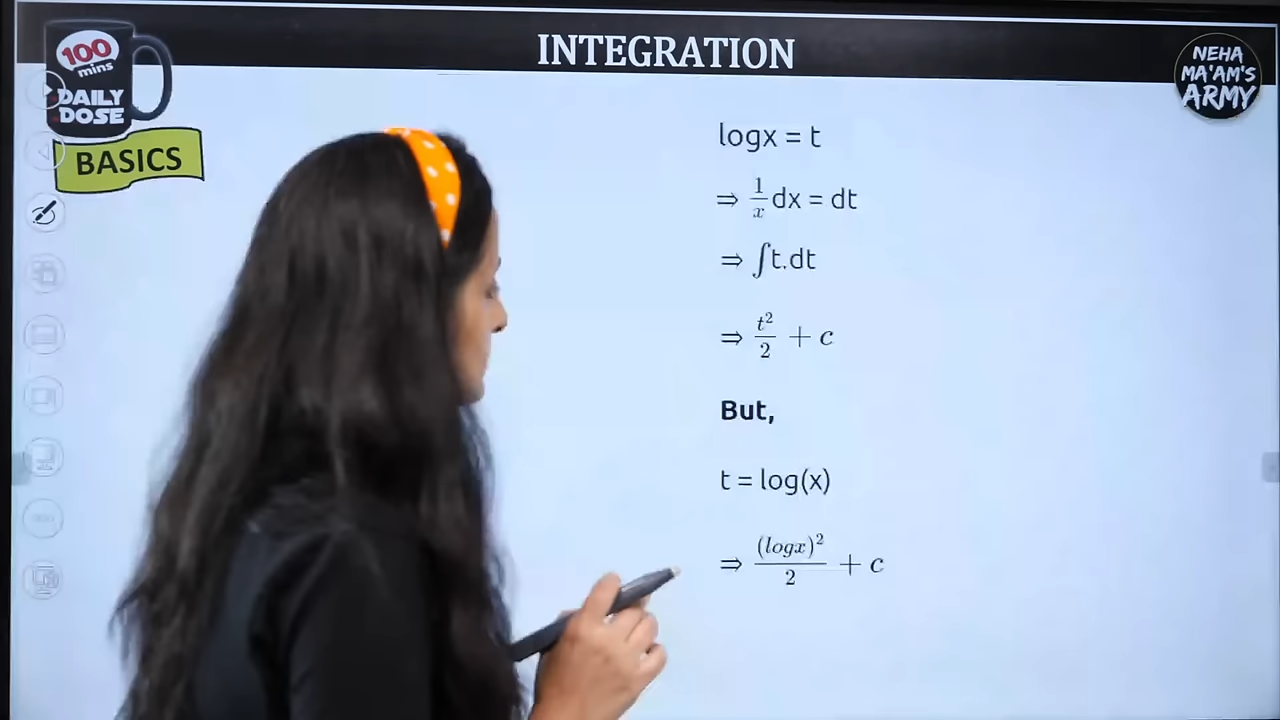 INTEGRATION
100
mins
DAILY
DOSE
BASICS
NEHA
MA'AM'S
ARMY
logx = t
⇒ 1/x dx = dt
⇒ ∫t.dt
⇒ t²/2 + c
But,
t = log(x)
⇒ (logx)²/2 + c